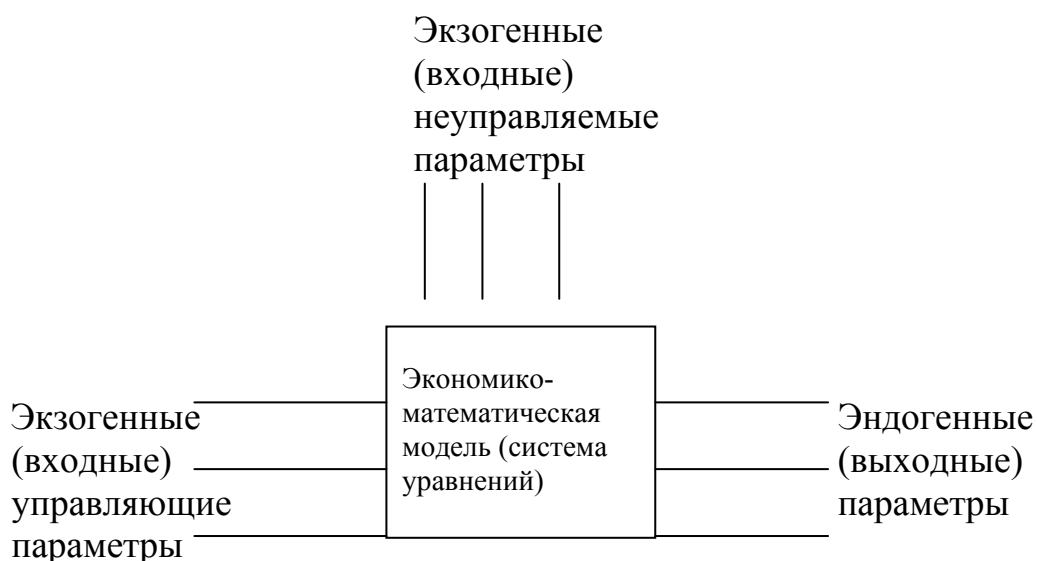 Экзогенные
(входные)
неуправляемые
параметры
Экономико-
математическая
модель (система
уравнений)
Экзогенные
(входные)
управляющие
параметры
Эндогенные
(выходные)
параметры